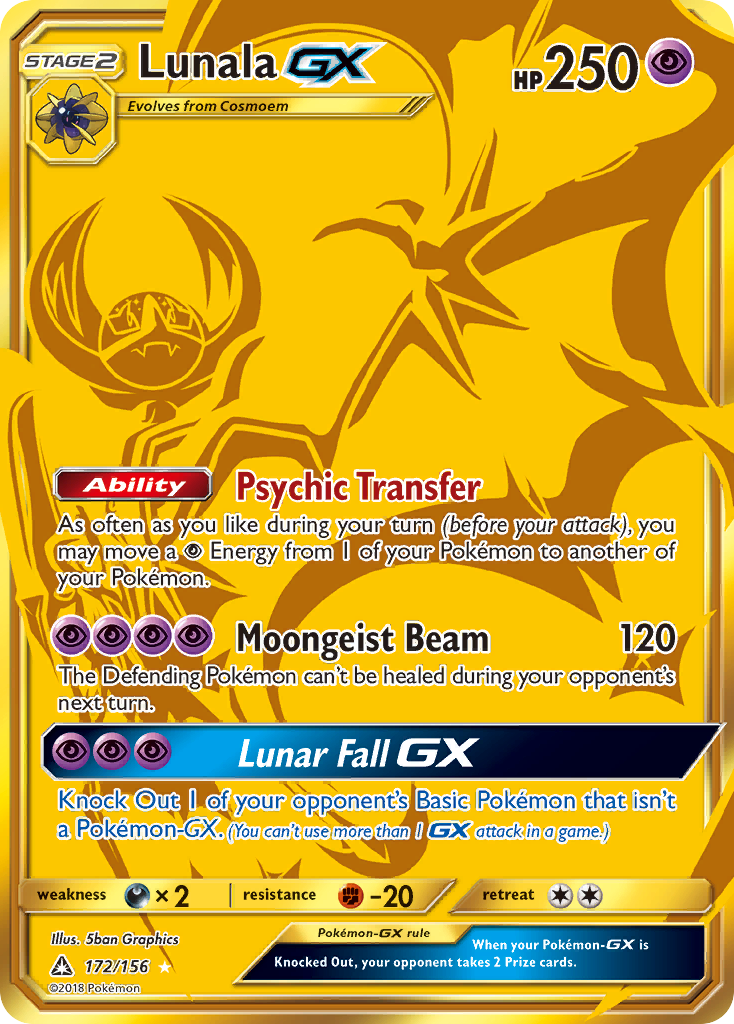 STAGE2 Lunala GX HP250
Evolves from Cosmoem
Ability Psychic Transfer
As often as you like during your turn (before your attack), you
may move a Energy from 1 of your Pokémon to another of
your Pokémon.
Moongeist Beam 120
The Defending Pokémon can't be healed during your opponent's
next turn.
Lunar Fall GX
Knock Out 1 of your opponent's Basic Pokémon that isn't
a Pokémon-GX. (You can't use more than 1 GX attack in a game.)
weakness ×2 resistance -20 retreat
Illus. 5ban Graphics
172/156
©2018 Pokémon
Pokémon-GX rule
When your Pokémon-GX is
Knocked Out, your opponent takes 2 Prize cards.